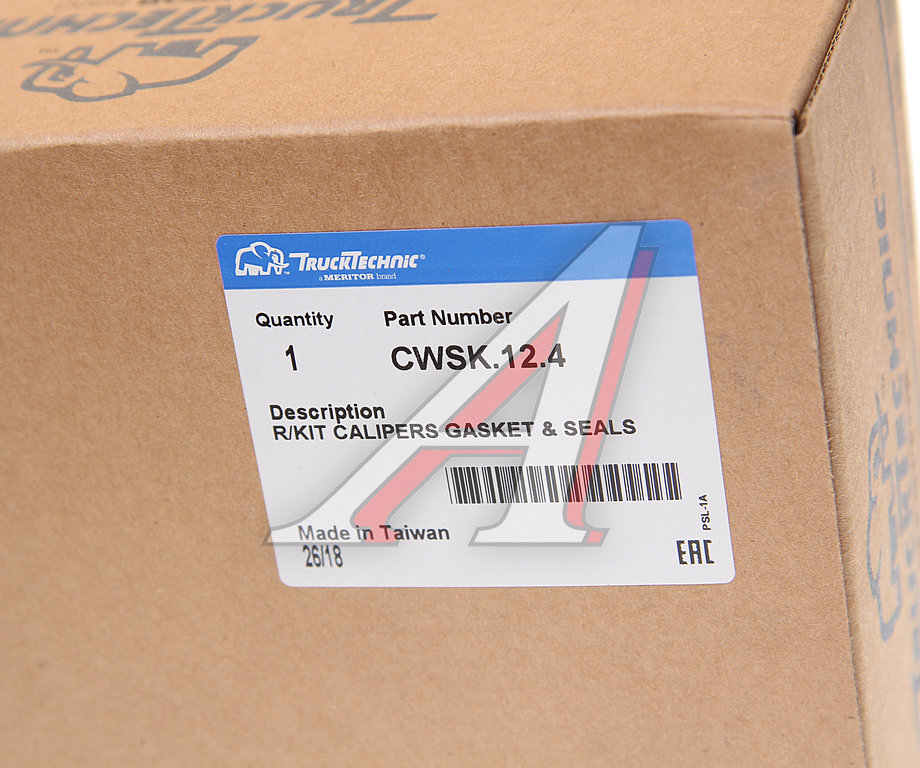 TRUCKTECHNIC
TRUCKTECHNIC®
a MERITOR brand
Quantity
Part Number
1
CWSK.12.4
Description
R/KIT CALIPERS GASKET & SEALS
PSL-1A
Made in Taiwan
26/18
EAC